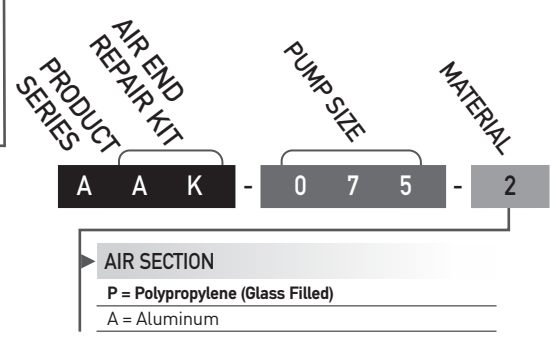 PRODUCT
SERIES
AIR END
REPAIR KIT
PUMP SIZE
MATERIAL
A A K - 0 7 5 - 2
AIR SECTION
P = Polypropylene (Glass Filled)
A = Aluminum